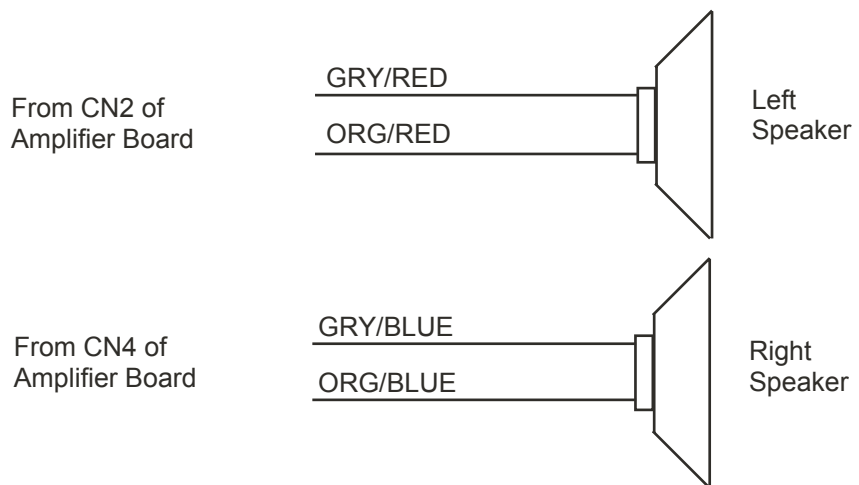 GRY/RED
From CN2 of
Amplifier Board
ORG/RED
Left
Speaker
GRY/BLUE
From CN4 of
Amplifier Board
ORG/BLUE
Right
Speaker